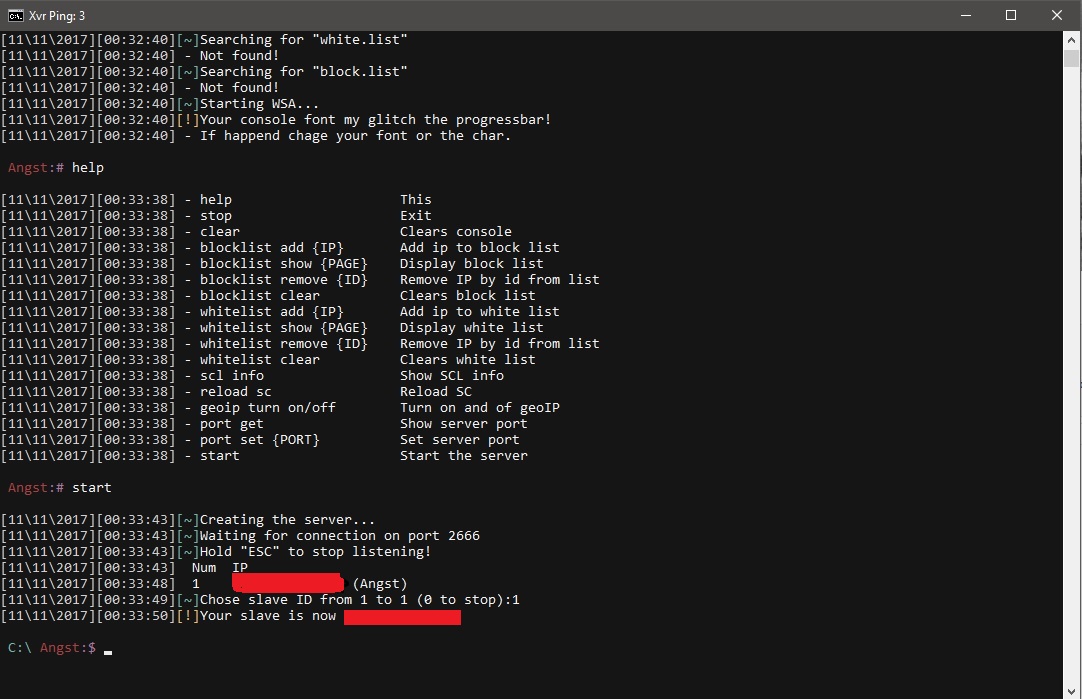 Xvr Ping: 3
[11\11\2017][00:32:40][~]Searching for "white.list"
[11\11\2017][00:32:40] - Not found!
[11\11\2017][00:32:40][~]Searching for "block.list"
[11\11\2017][00:32:40] - Not found!
[11\11\2017][00:32:40][~]Starting WSA...
[11\11\2017][00:32:40][!]Your console font my glitch the progressbar!
[11\11\2017][00:32:40] - If happend chage your font or the char.
Angst:# help
[11\11\2017][00:33:38] - help This
[11\11\2017][00:33:38] - stop Exit
[11\11\2017][00:33:38] - clear Clears console
[11\11\2017][00:33:38] - blocklist add {IP} Add ip to block list
[11\11\2017][00:33:38] - blocklist show {PAGE} Display block list
[11\11\2017][00:33:38] - blocklist remove {ID} Remove IP by id from list
[11\11\2017][00:33:38] - blocklist clear Clears block list
[11\11\2017][00:33:38] - whitelist add {IP} Add ip to white list
[11\11\2017][00:33:38] - whitelist show {PAGE} Display white list
[11\11\2017][00:33:38] - whitelist remove {ID} Remove IP by id from list
[11\11\2017][00:33:38] - whitelist clear Clears white list
[11\11\2017][00:33:38] - scl info Show SCL info
[11\11\2017][00:33:38] - reload sc Reload SC
[11\11\2017][00:33:38] - geoip turn on/off Turn on and of geoIP
[11\11\2017][00:33:38] - port get Show server port
[11\11\2017][00:33:38] - port set {PORT} Set server port
[11\11\2017][00:33:38] - start Start the server
Angst:# start
[11\11\2017][00:33:43][~]Creating the server...
[11\11\2017][00:33:43][~]Waiting for connection on port 2666
[11\11\2017][00:33:43][~]Hold "ESC" to stop listening!
[11\11\2017][00:33:43] Num IP
[11\11\2017][00:33:48] 1 (Angst)
[11\11\2017][00:33:49][~]Chose slave ID from 1 to 1 (0 to stop):1
[11\11\2017][00:33:50][!]Your slave is now
C:\ Angst:$